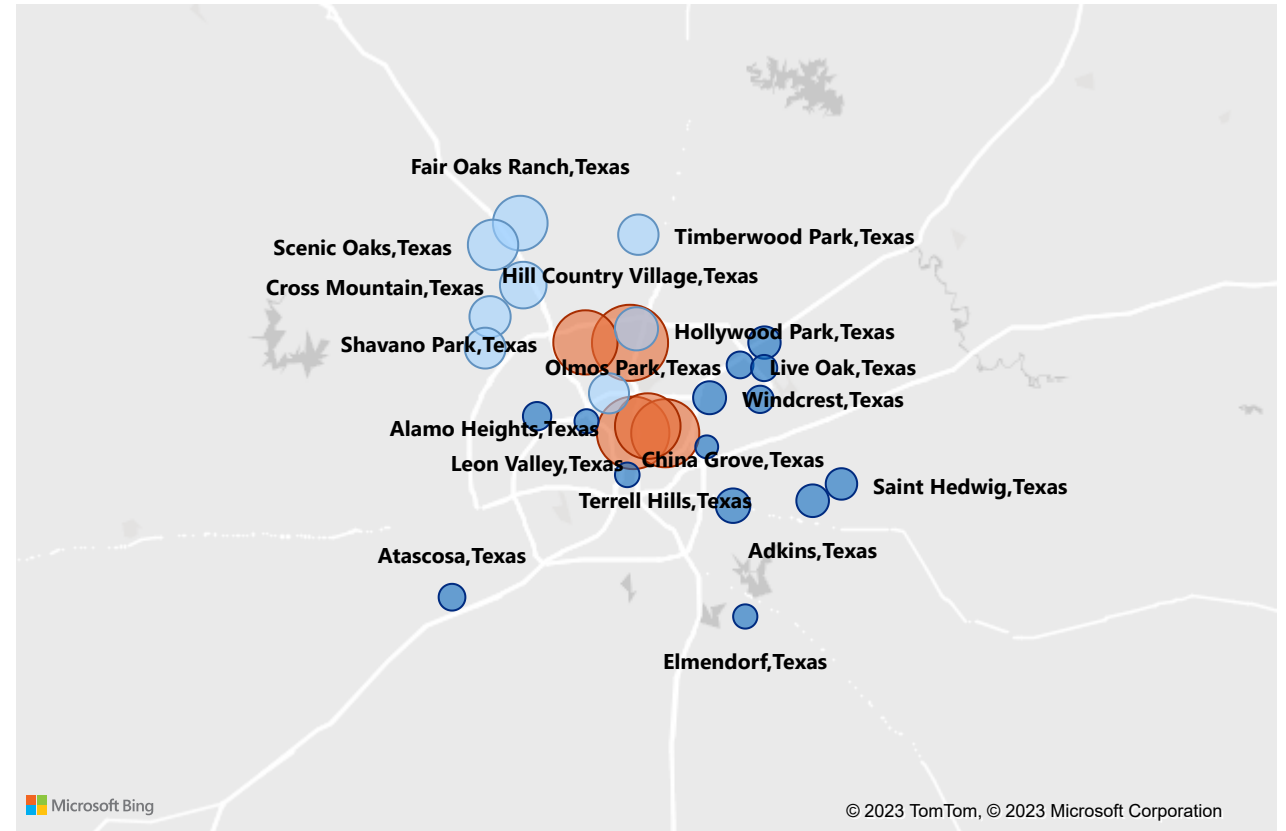 Fair Oaks Ranch,Texas
Timberwood Park,Texas
Scenic Oaks,Texas
Hill Country Village,Texas
Cross Mountain,Texas
Hollywood Park,Texas
Shavano Park,Texas
Olmos Park,Texas
Live Oak,Texas
Windcrest,Texas
Alamo Heights,Texas
China Grove,Texas
Leon Valley,Texas
Saint Hedwig,Texas
Terrell Hills,Texas
Adkins,Texas
Atascosa,Texas
Elmendorf,Texas
Microsoft Bing
© 2023 TomTom, © 2023 Microsoft Corporation